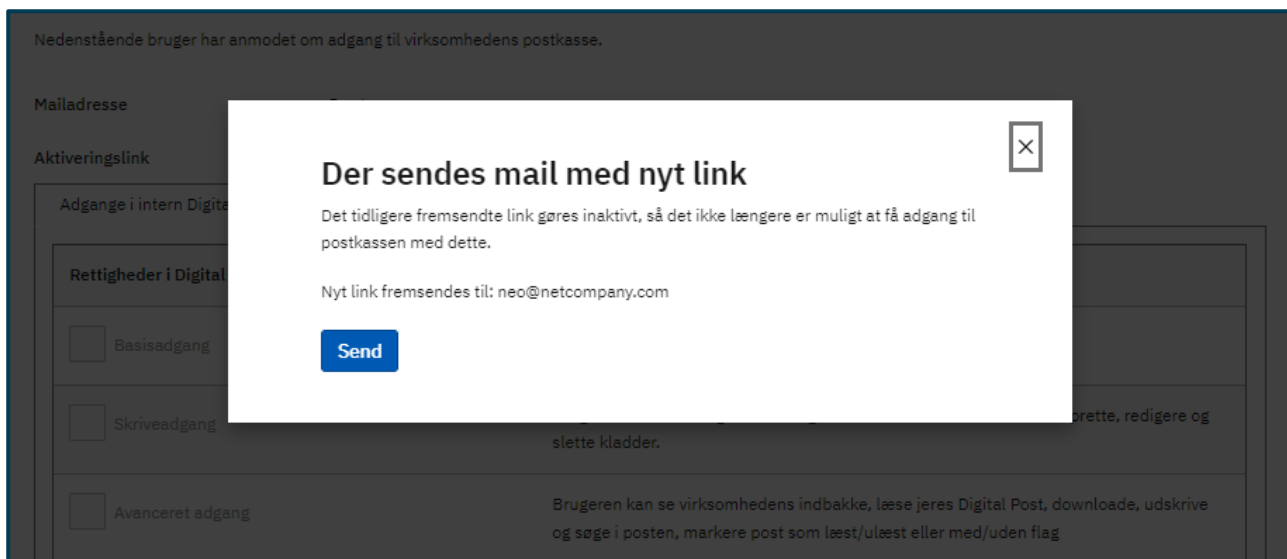 Nedenstående bruger har anmodet om adgang til virksomhedens postkasse.
Mailadresse
Aktiveringslink
Der sendes mail med nyt link
Det tidligere fremsendte link gøres inaktivt, så det ikke længere er muligt at få adgang til
postkassen med dette.
Nyt link fremsendes til: neo@netcompany.com
Send
Adgange i intern
Rettigheder i Digital
Basisadgang
Skriveadgang
redigere og
slette kladder.
Avanceret adgang
Brugeren kan se virksomhedens indbakke, læse jeres Digital Post, downloade, udskrive
og søge i posten, markere post som læst/ulæst eller med/uden flag